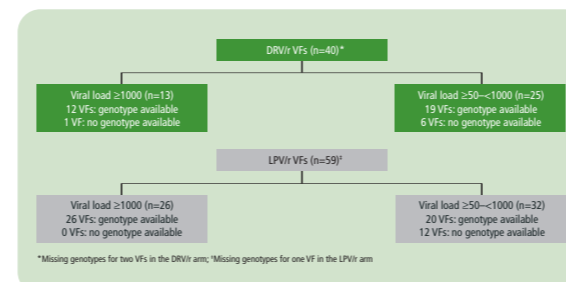 DRV/r VFs (n=40)*
Viral load ≥1000 (n=13)
12 VFs: genotype available
1 VF: no genotype available
Viral load ≥50–<1000 (n=25)
19 VFs: genotype available
6 VFs: no genotype available
LPV/r VFs (n=59)‡
Viral load ≥1000 (n=26)
26 VFs: genotype available
0 VFs: no genotype available
Viral load ≥50–<1000 (n=32)
20 VFs: genotype available
12 VFs: no genotype available
*Missing genotypes for two VFs in the DRV/r arm; ‡Missing genotypes for one VF in the LPV/r arm